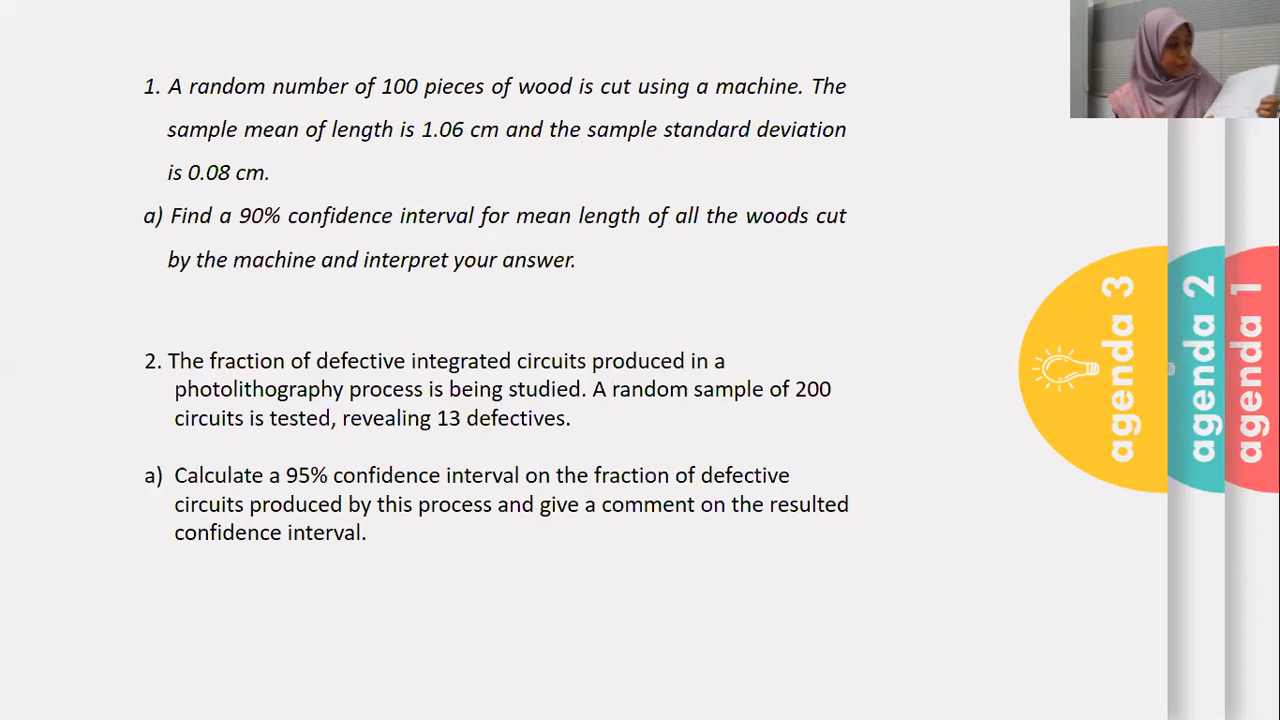 1. A random number of 100 pieces of wood is cut using a machine. The
sample mean of length is 1.06 cm and the sample standard deviation
is 0.08 cm.
a) Find a 90% confidence interval for mean length of all the woods cut
by the machine and interpret your answer.
2. The fraction of defective integrated circuits produced in a
photolithography process is being studied. A random sample of 200
circuits is tested, revealing 13 defectives.
a) Calculate a 95% confidence interval on the fraction of defective
circuits produced by this process and give a comment on the resulted
confidence interval.
agenda 3
agenda 2
agenda 1